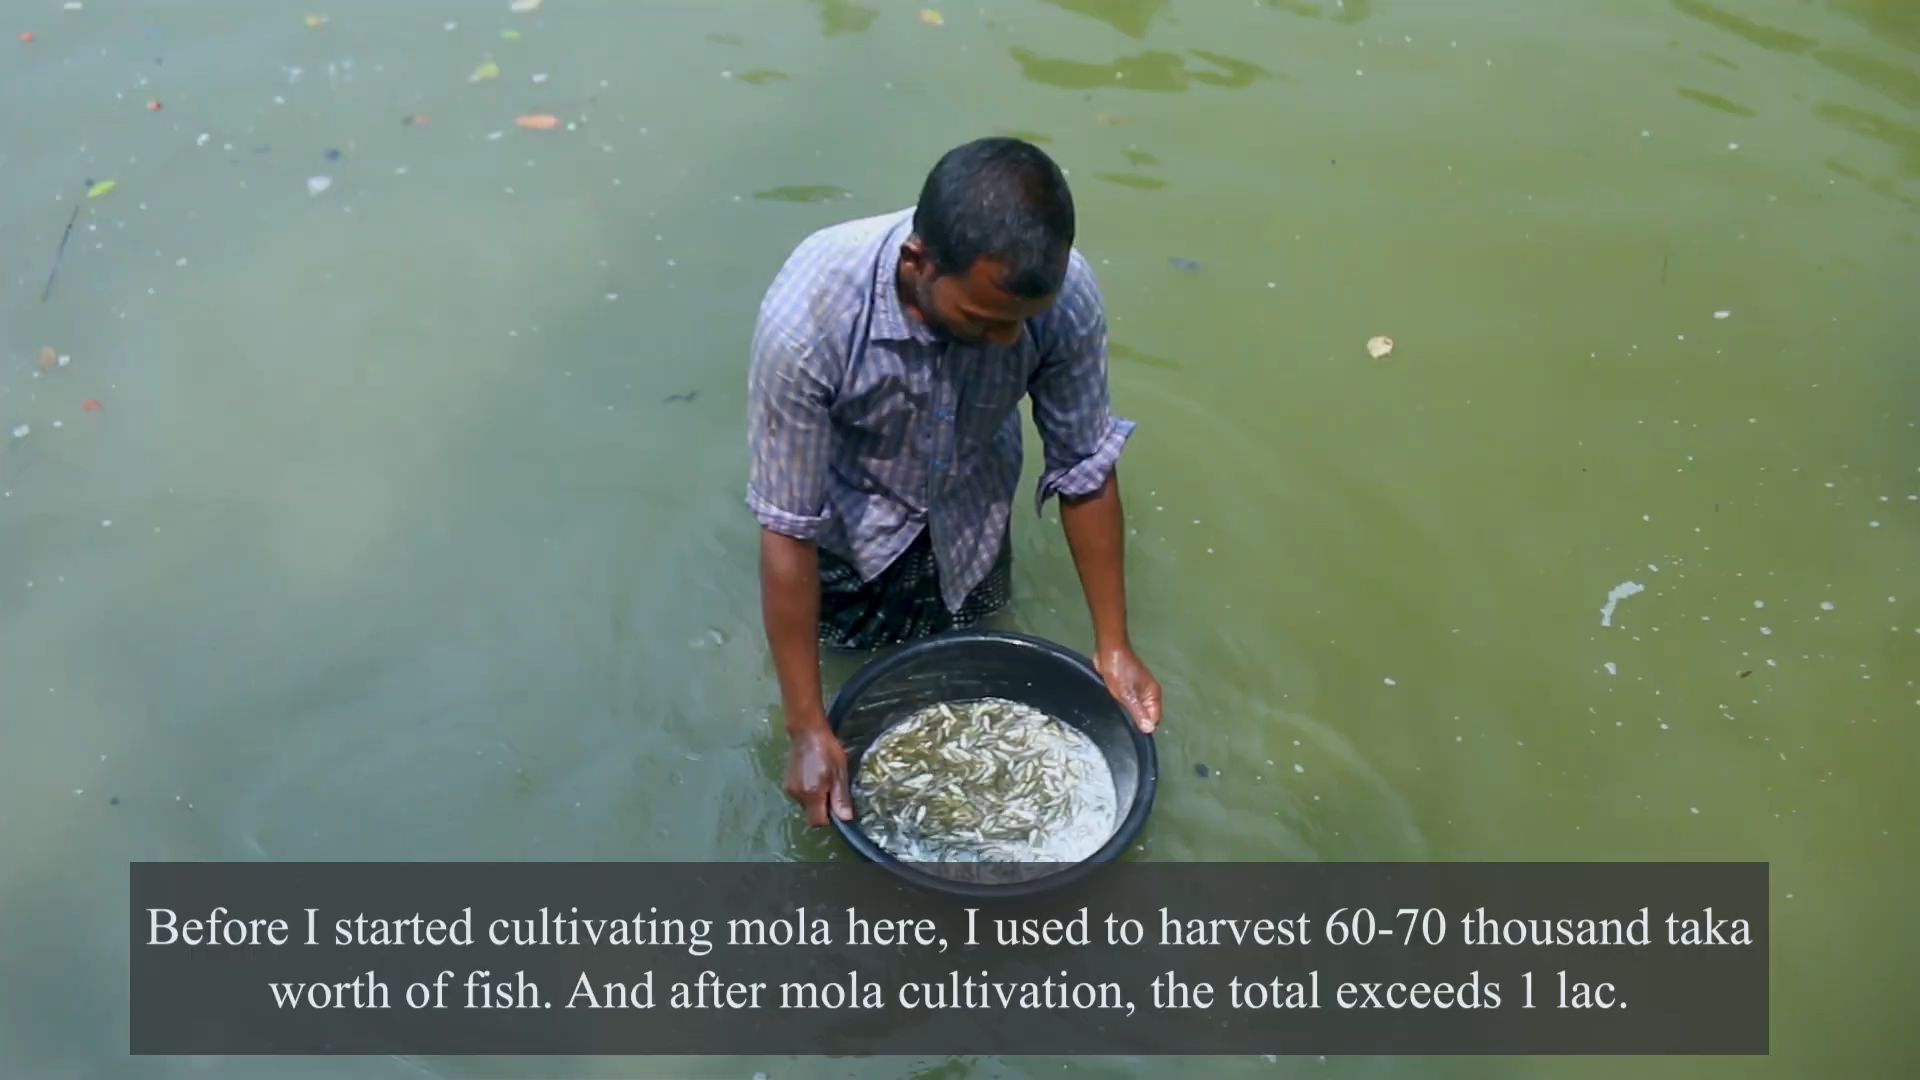 Before I started cultivating mola here, I used to harvest 60-70 thousand taka
worth of fish. And after mola cultivation, the total exceeds 1 lac.